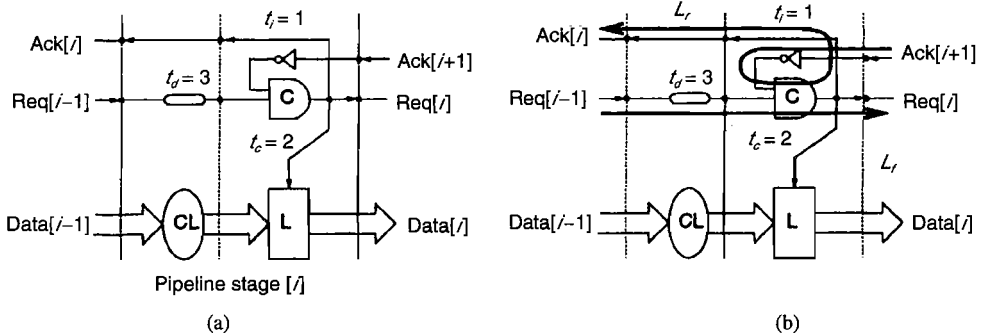 t_i = 1
Ack[i]
Ack[i+1]
t_d = 3
Req[i−1]
C
Req[i]
t_c = 2
Data[i−1]
CL
L
Data[i]
Pipeline stage [i]
(a)
L_r
t_i = 1
Ack[i]
Ack[i+1]
t_d = 3
Req[i−1]
C
Req[i]
t_c = 2
L_f
Data[i−1]
CL
L
Data[i]
(b)